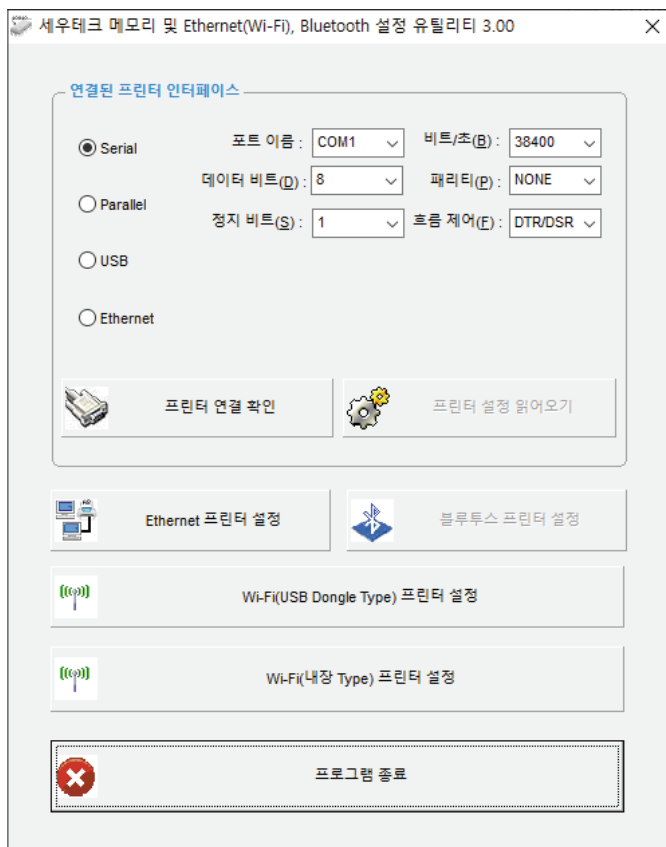 세우테크 메모리 및 Ethernet(Wi-Fi), Bluetooth 설정 유틸리티 3.00
연결된 프린터 인터페이스
Serial 포트 이름 : COM1 비트/초(B) : 38400
데이터 비트(D) : 8 패리티(P) : NONE
Parallel
정지 비트(S) : 1 흐름 제어(F) : DTR/DSR
USB
Ethernet
프린터 연결 확인 프린터 설정 읽어오기
Ethernet 프린터 설정 블루투스 프린터 설정
Wi-Fi(USB Dongle Type) 프린터 설정
Wi-Fi(내장 Type) 프린터 설정
프로그램 종료